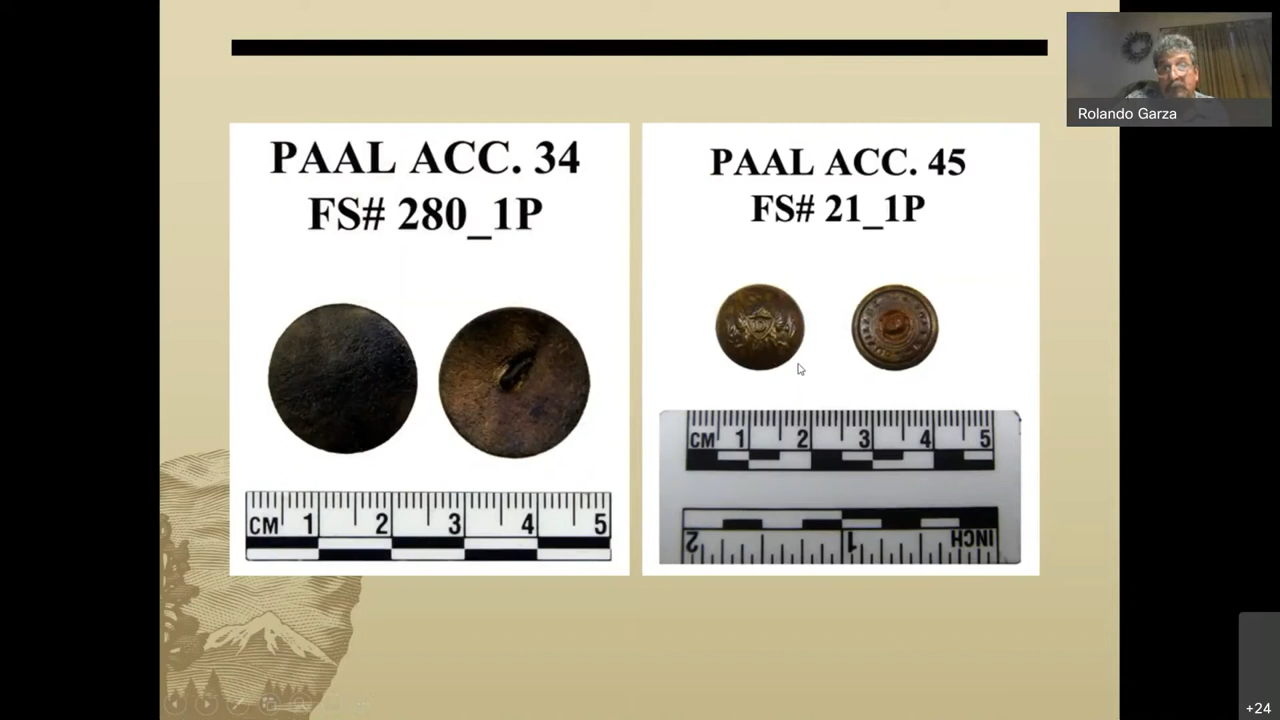 PAAL ACC. 34
FS# 280_1P
CM 1 2 3 4 5
PAAL ACC. 45
FS# 21_1P
CM 1 2 3 4 5
2 1 INCH
Rolando Garza
+24